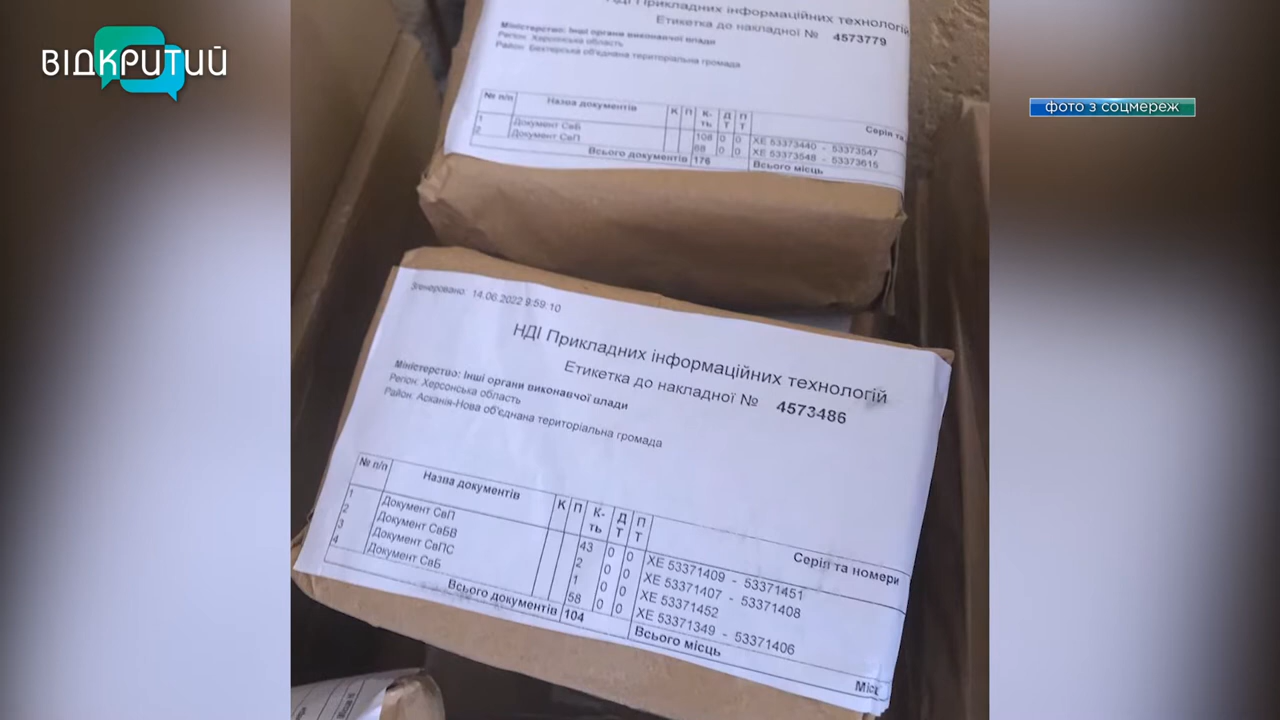 ВІДКРИТИЙ
фото з соцмереж
НДІ Прикладних інформаційних технологій
Етикетка до накладної № 4573779
Міністерство: Інші органи виконавчої влади
Регіон: Херсонська область
Район: Бехтерська об'єднана територіальна громада
№ п/п Назва документів К П К-ть Д Т П Т Серія та
1 Документ СвБ 108 0 0 ХЕ 53373440 - 53373547
2 Документ СвП 68 0 0 ХЕ 53373548 - 53373615
Всього документів 176 Всього місць
Згенеровано: 14.06.2022 9:59:10
НДІ Прикладних інформаційних технологій
Етикетка до накладної № 4573486
Міністерство: Інші органи виконавчої влади
Регіон: Херсонська область
Район: Асканія-Нова об'єднана територіальна громада
№ п/п Назва документів К П К-ть Д Т П Т Серія та номери
1 Документ СвП 43 0 0 ХЕ 53371409 - 53371451
2 Документ СвБВ 2 0 0 ХЕ 53371407 - 53371408
3 Документ СвПС 1 0 0 ХЕ 53371452
4 Документ СвБ 58 0 0 ХЕ 53371349 - 53371406
Всього документів 104 Всього місць
Місць